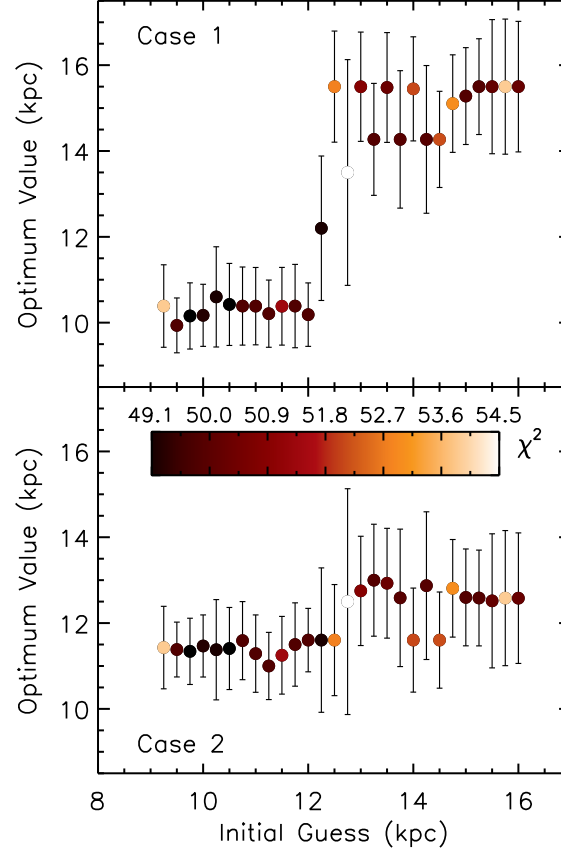 Case 1
16
14
12
10
Optimum Value (kpc)
49.1 50.0 50.9 51.8 52.7 53.6 54.5
χ²
16
14
12
10
Optimum Value (kpc)
Case 2
8 10 12 14 16
Initial Guess (kpc)